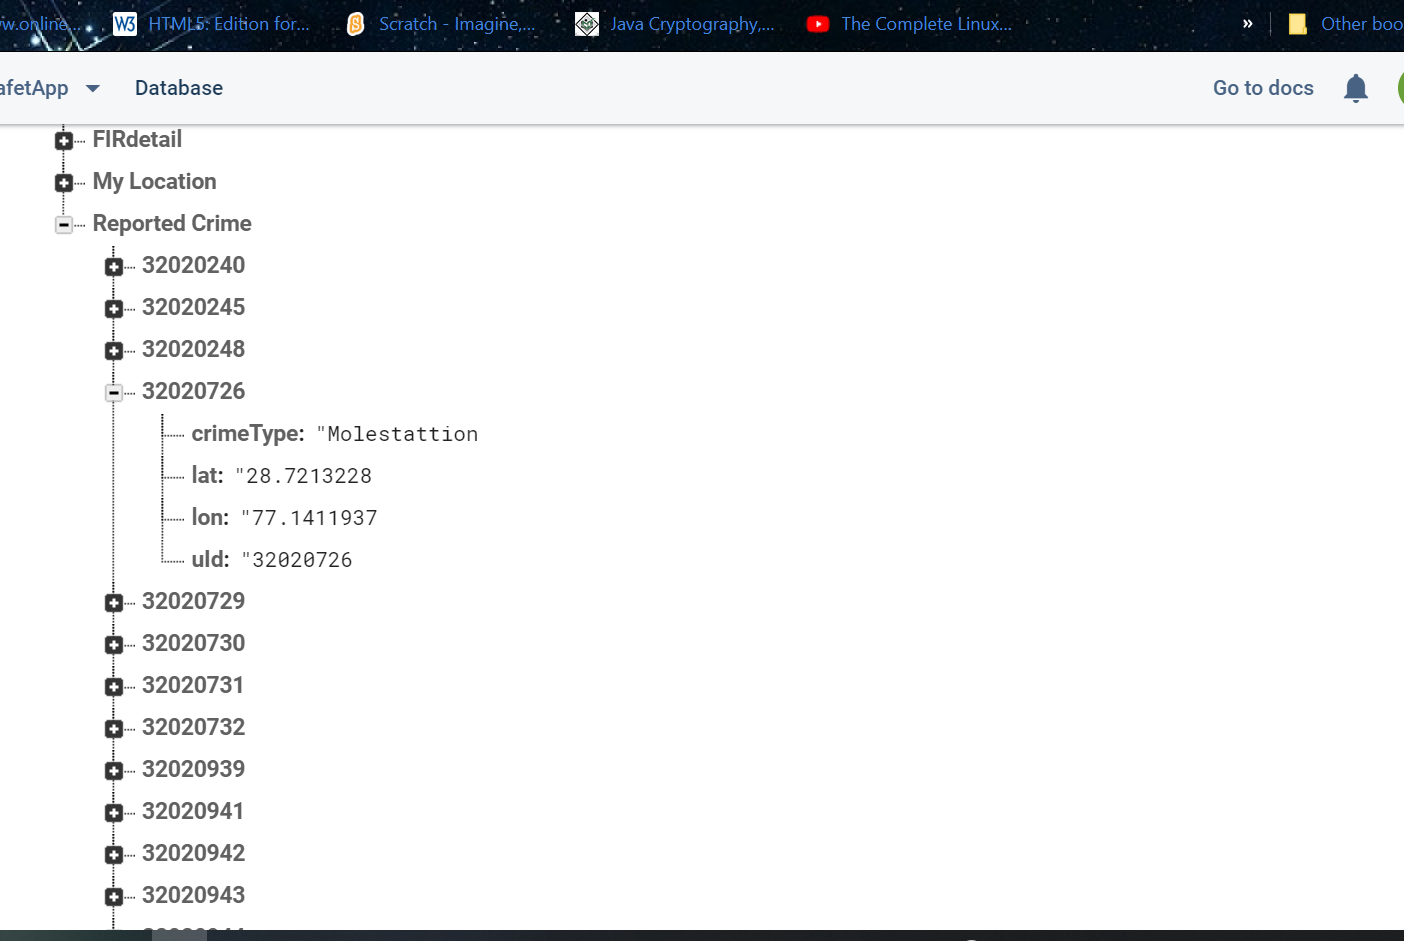 w.online... HTML5: Edition for... Scratch - Imagine,... Java Cryptography,... The Complete Linux... » Other boo
afetApp Database Go to docs
FIRdetail
My Location
Reported Crime
32020240
32020245
32020248
32020726
crimeType: "Molestattion
lat: "28.7213228
lon: "77.1411937
uId: "32020726
32020729
32020730
32020731
32020732
32020939
32020941
32020942
32020943